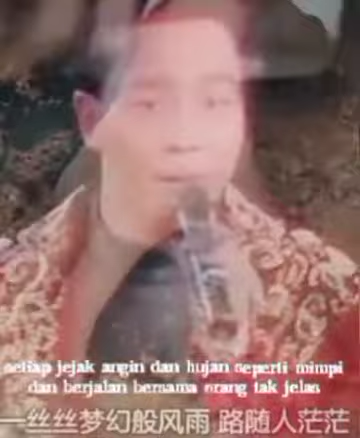 setiap jejak angin dan hujan seperti mimpi
dan berjalan bersama orang tak jelas
一丝丝梦幻般风雨 路随人茫茫